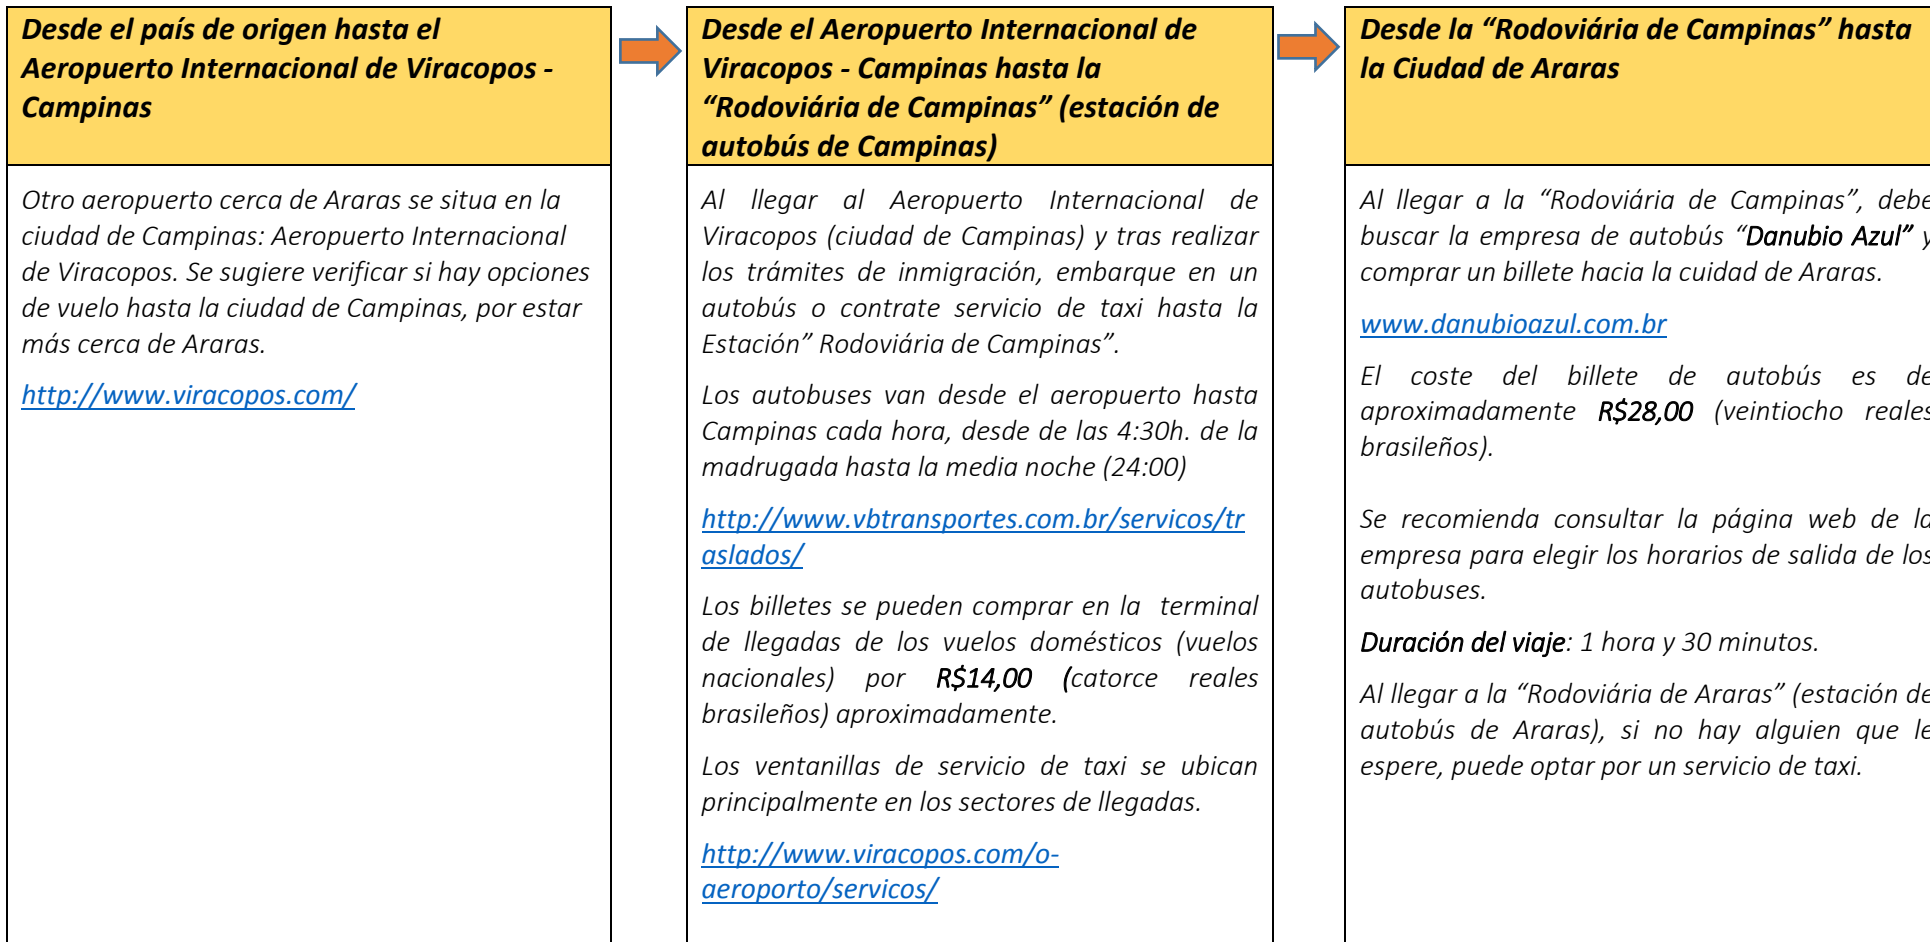 Desde el país de origen hasta el
Aeropuerto Internacional de Viracopos -
Campinas
Otro aeropuerto cerca de Araras se situa en la
ciudad de Campinas: Aeropuerto Internacional
de Viracopos. Se sugiere verificar si hay opciones
de vuelo hasta la ciudad de Campinas, por estar
más cerca de Araras.
http://www.viracopos.com/
Desde el Aeropuerto Internacional de
Viracopos - Campinas hasta la
“Rodoviária de Campinas” (estación de
autobús de Campinas)
Al llegar al Aeropuerto Internacional de
Viracopos (ciudad de Campinas) y tras realizar
los trámites de inmigración, embarque en un
autobús o contrate servicio de taxi hasta la
Estación” Rodoviária de Campinas”.
Los autobuses van desde el aeropuerto hasta
Campinas cada hora, desde de las 4:30h. de la
madrugada hasta la media noche (24:00)
http://www.vbtransportes.com.br/servicos/tr
aslados/
Los billetes se pueden comprar en la terminal
de llegadas de los vuelos domésticos (vuelos
nacionales) por R$14,00 (catorce reales
brasileños) aproximadamente.
Los ventanillas de servicio de taxi se ubican
principalmente en los sectores de llegadas.
http://www.viracopos.com/o-
aeroporto/servicos/
Desde la “Rodoviária de Campinas” hasta
la Ciudad de Araras
Al llegar a la “Rodoviária de Campinas”, debe
buscar la empresa de autobús “Danubio Azul” y
comprar un billete hacia la cuidad de Araras.
www.danubioazul.com.br
El coste del billete de autobús es de
aproximadamente R$28,00 (veintiocho reales
brasileños).
Se recomienda consultar la página web de la
empresa para elegir los horarios de salida de los
autobuses.
Duración del viaje: 1 hora y 30 minutos.
Al llegar a la “Rodoviária de Araras” (estación de
autobús de Araras), si no hay alguien que le
espere, puede optar por un servicio de taxi.